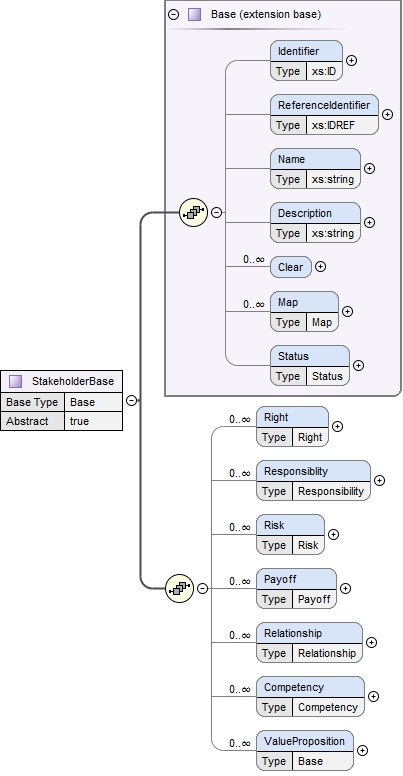 Base (extension base)
Identifier
Type xs:ID
ReferenceIdentifier
Type xs:IDREF
Name
Type xs:string
Description
Type xs:string
0..∞
Clear
0..∞
Map
Type Map
Status
Type Status
StakeholderBase
Base Type Base
Abstract true
0..∞
Right
Type Right
0..∞
Responsiblity
Type Responsibility
0..∞
Risk
Type Risk
0..∞
Payoff
Type Payoff
0..∞
Relationship
Type Relationship
0..∞
Competency
Type Competency
0..∞
ValueProposition
Type Base